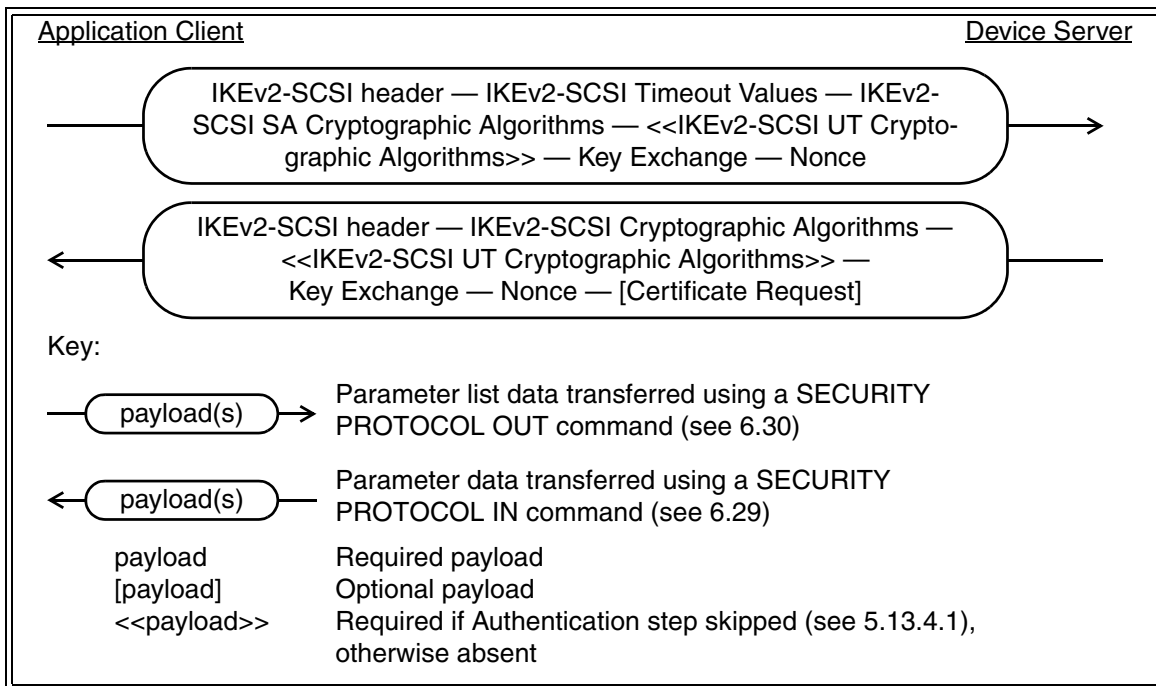 Application Client
Device Server
IKEv2-SCSI header — IKEv2-SCSI Timeout Values — IKEv2-
SCSI SA Cryptographic Algorithms — <<IKEv2-SCSI UT Crypto-
graphic Algorithms>> — Key Exchange — Nonce
IKEv2-SCSI header — IKEv2-SCSI Cryptographic Algorithms —
<<IKEv2-SCSI UT Cryptographic Algorithms>> —
Key Exchange — Nonce — [Certificate Request]
Key:
payload(s)
Parameter list data transferred using a SECURITY
PROTOCOL OUT command (see 6.30)
payload(s)
Parameter data transferred using a SECURITY
PROTOCOL IN command (see 6.29)
payload Required payload
[payload] Optional payload
<<payload>> Required if Authentication step skipped (see 5.13.4.1),
otherwise absent